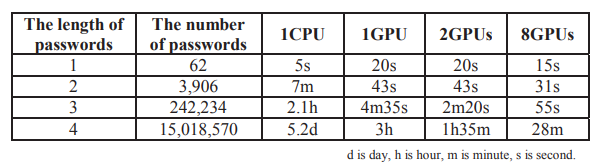 The length of passwords The number of passwords 1CPU 1GPU 2GPUs 8GPUs
1 62 5s 20s 20s 15s
2 3,906 7m 43s 43s 31s
3 242,234 2.1h 4m35s 2m20s 55s
4 15,018,570 5.2d 3h 1h35m 28m
d is day, h is hour, m is minute, s is second.